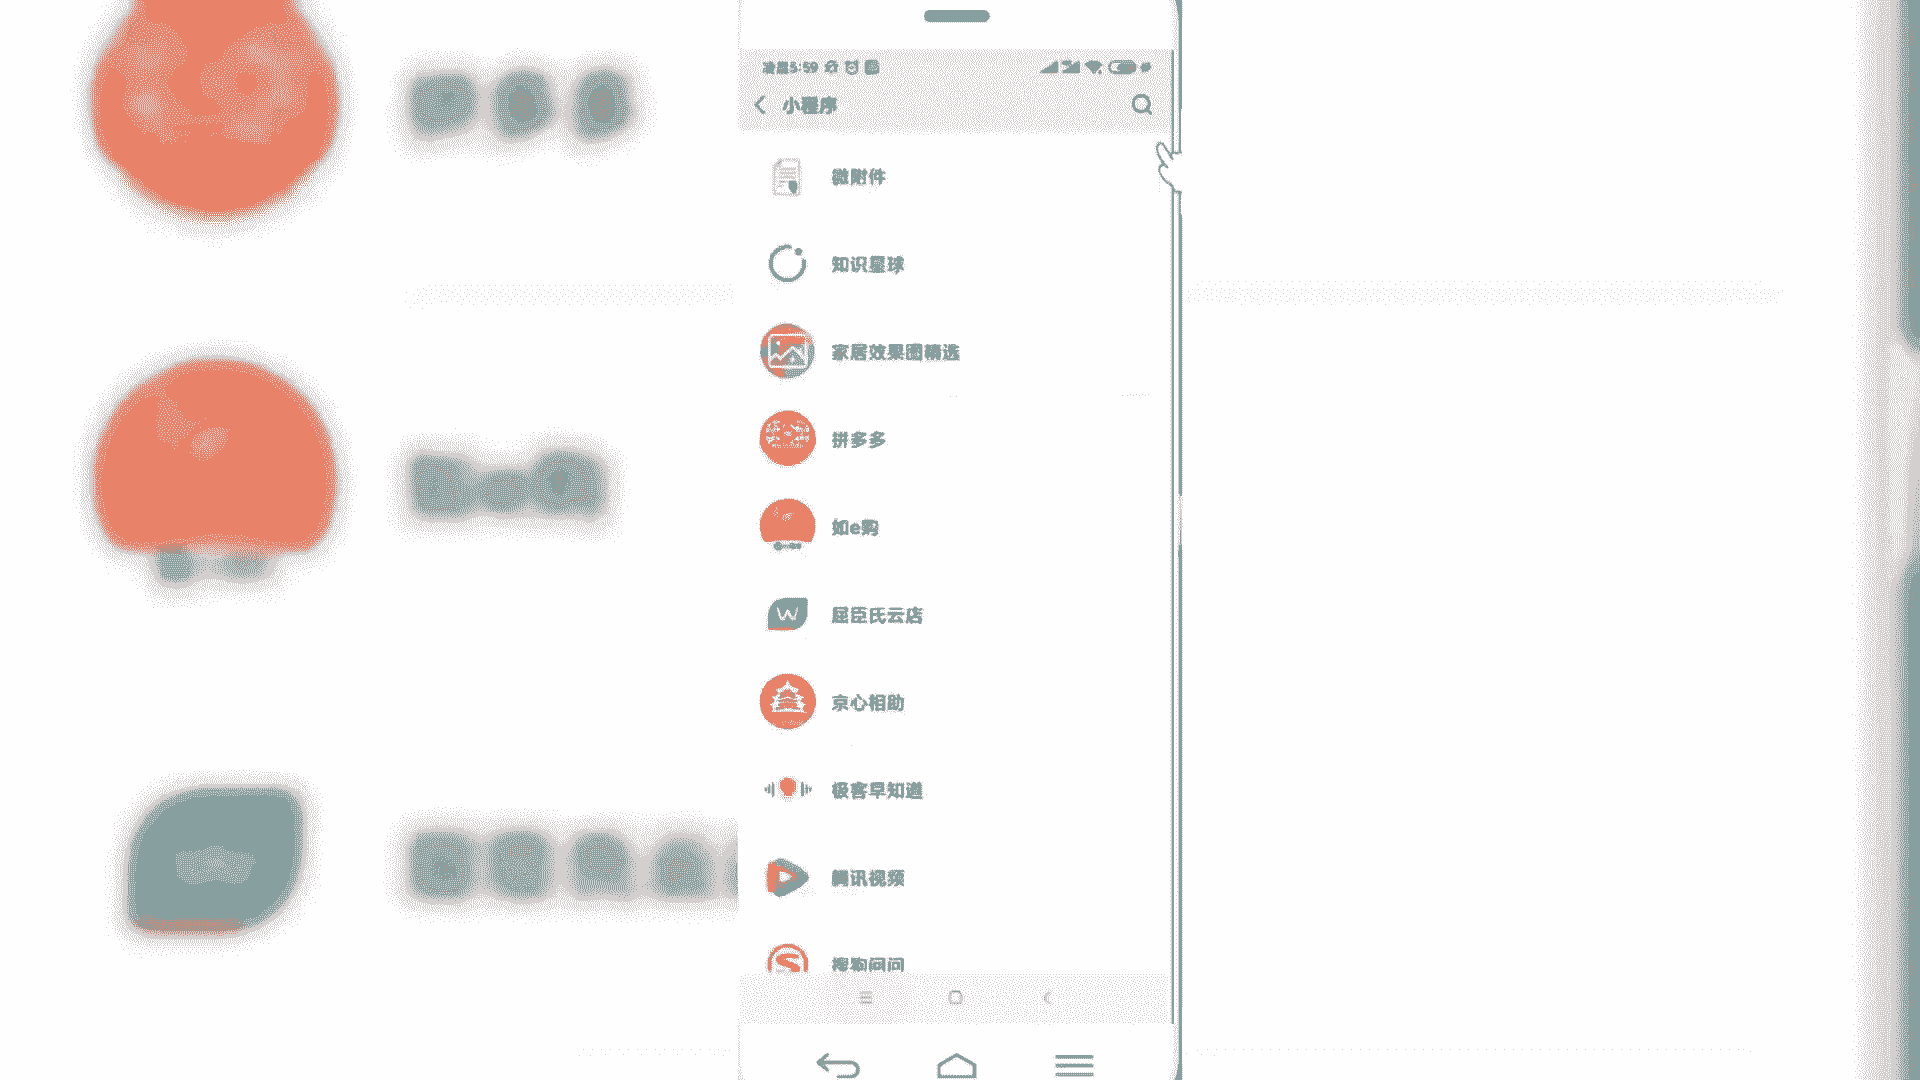 凌晨5:59
小程序
微附件
知识星球
家居效果图精选
拼多多
如e购
W
屈臣氏云店
京心相助
极客早知道
腾讯视频
S
搜狗问问